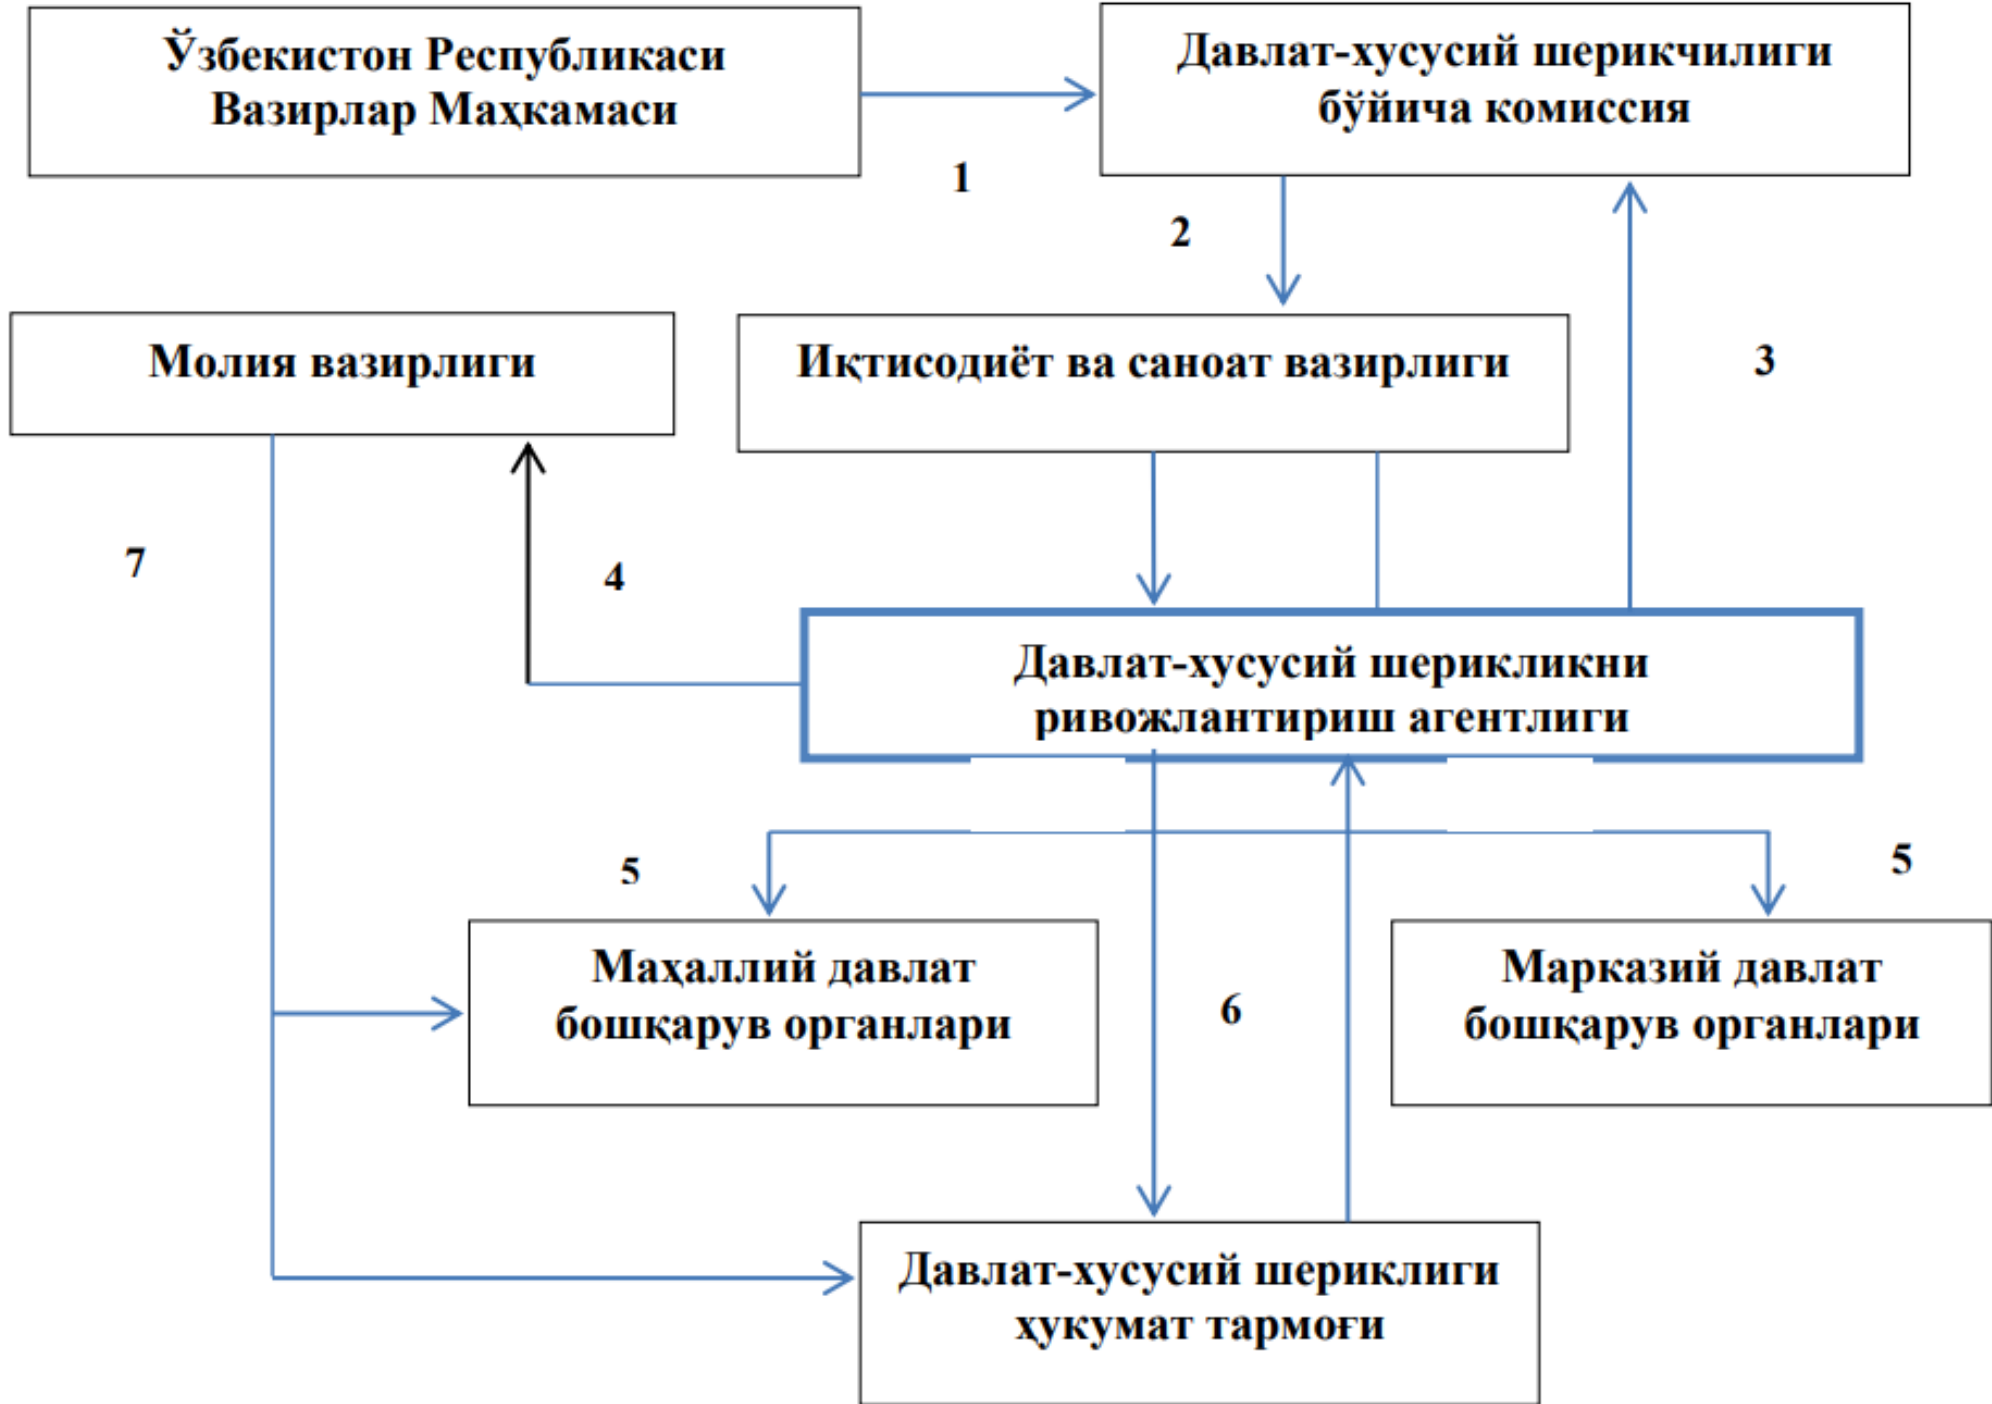 Ўзбекистон Республикаси
Вазирлар Маҳкамаси
Давлат-хусусий шерикчилиги
бўйича комиссия
1
2
Молия вазирлиги
Иқтисодиёт ва саноат вазирлиги
3
7
4
Давлат-хусусий шерикликни
ривожлантириш агентлиги
5
5
Маҳаллий давлат
бошқарув органлари
6
Марказий давлат
бошқарув органлари
Давлат-хусусий шериклиги
ҳукумат тармоғи